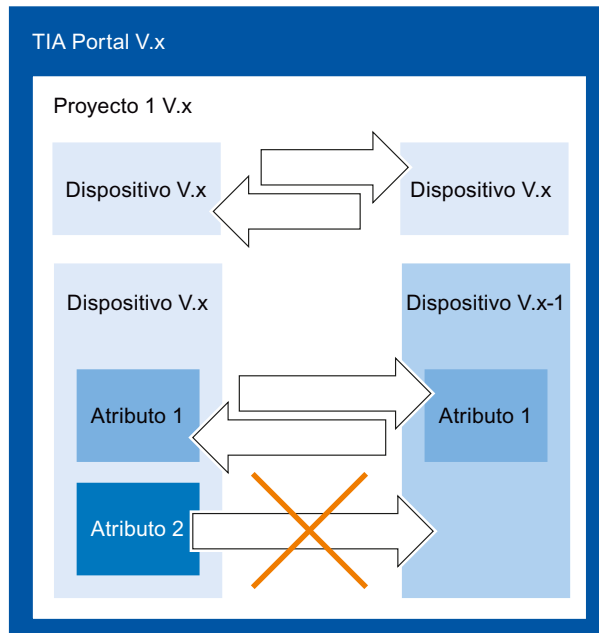 TIA Portal V.x
Proyecto 1 V.x
Dispositivo V.x
Dispositivo V.x
Dispositivo V.x
Dispositivo V.x-1
Atributo 1
Atributo 1
Atributo 2